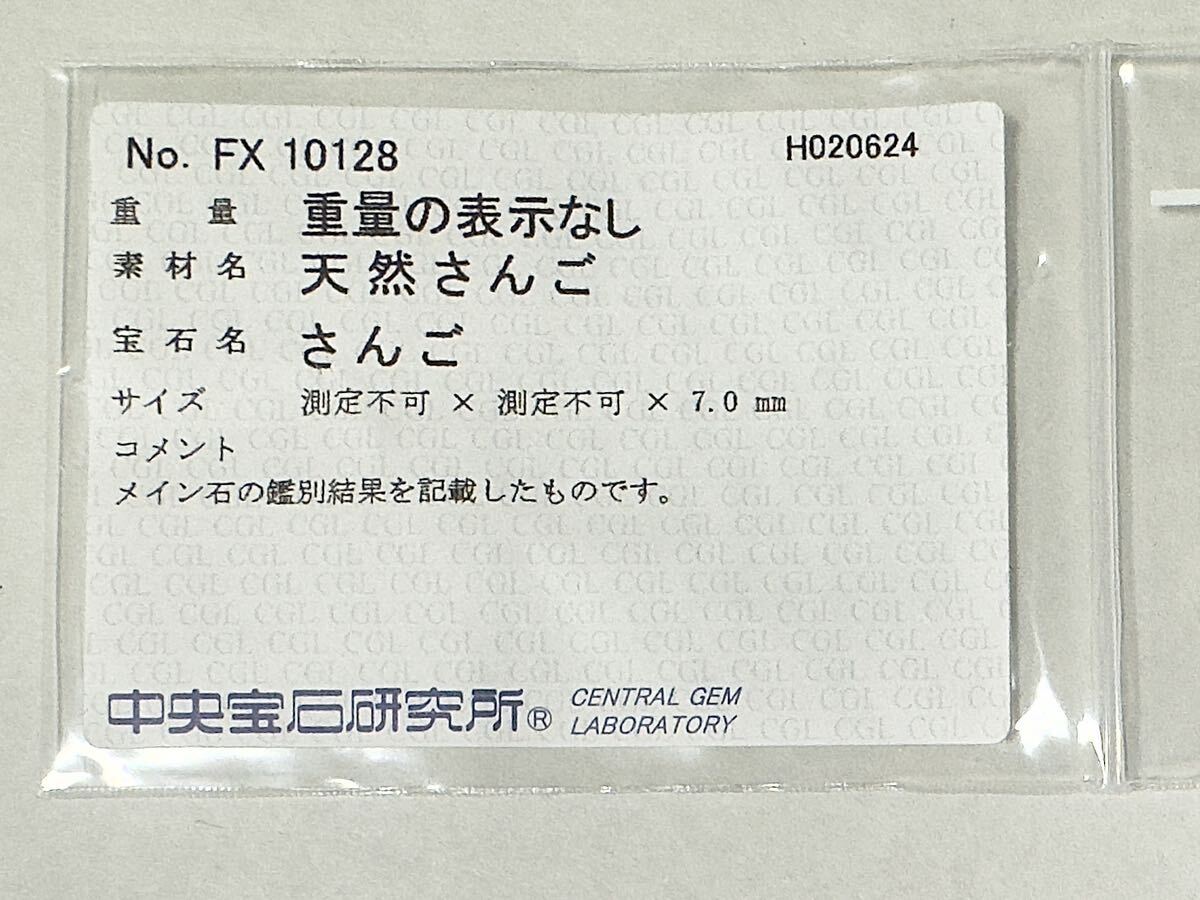 No. FX 10128 H020624
重量 重量の表示なし
素材名 天然さんご
宝石名 さんご
サイズ 測定不可 × 測定不可 × 7.0 mm
コメント
メイン石の鑑別結果を記載したものです。
中央宝石研究所® CENTRAL GEM
LABORATORY